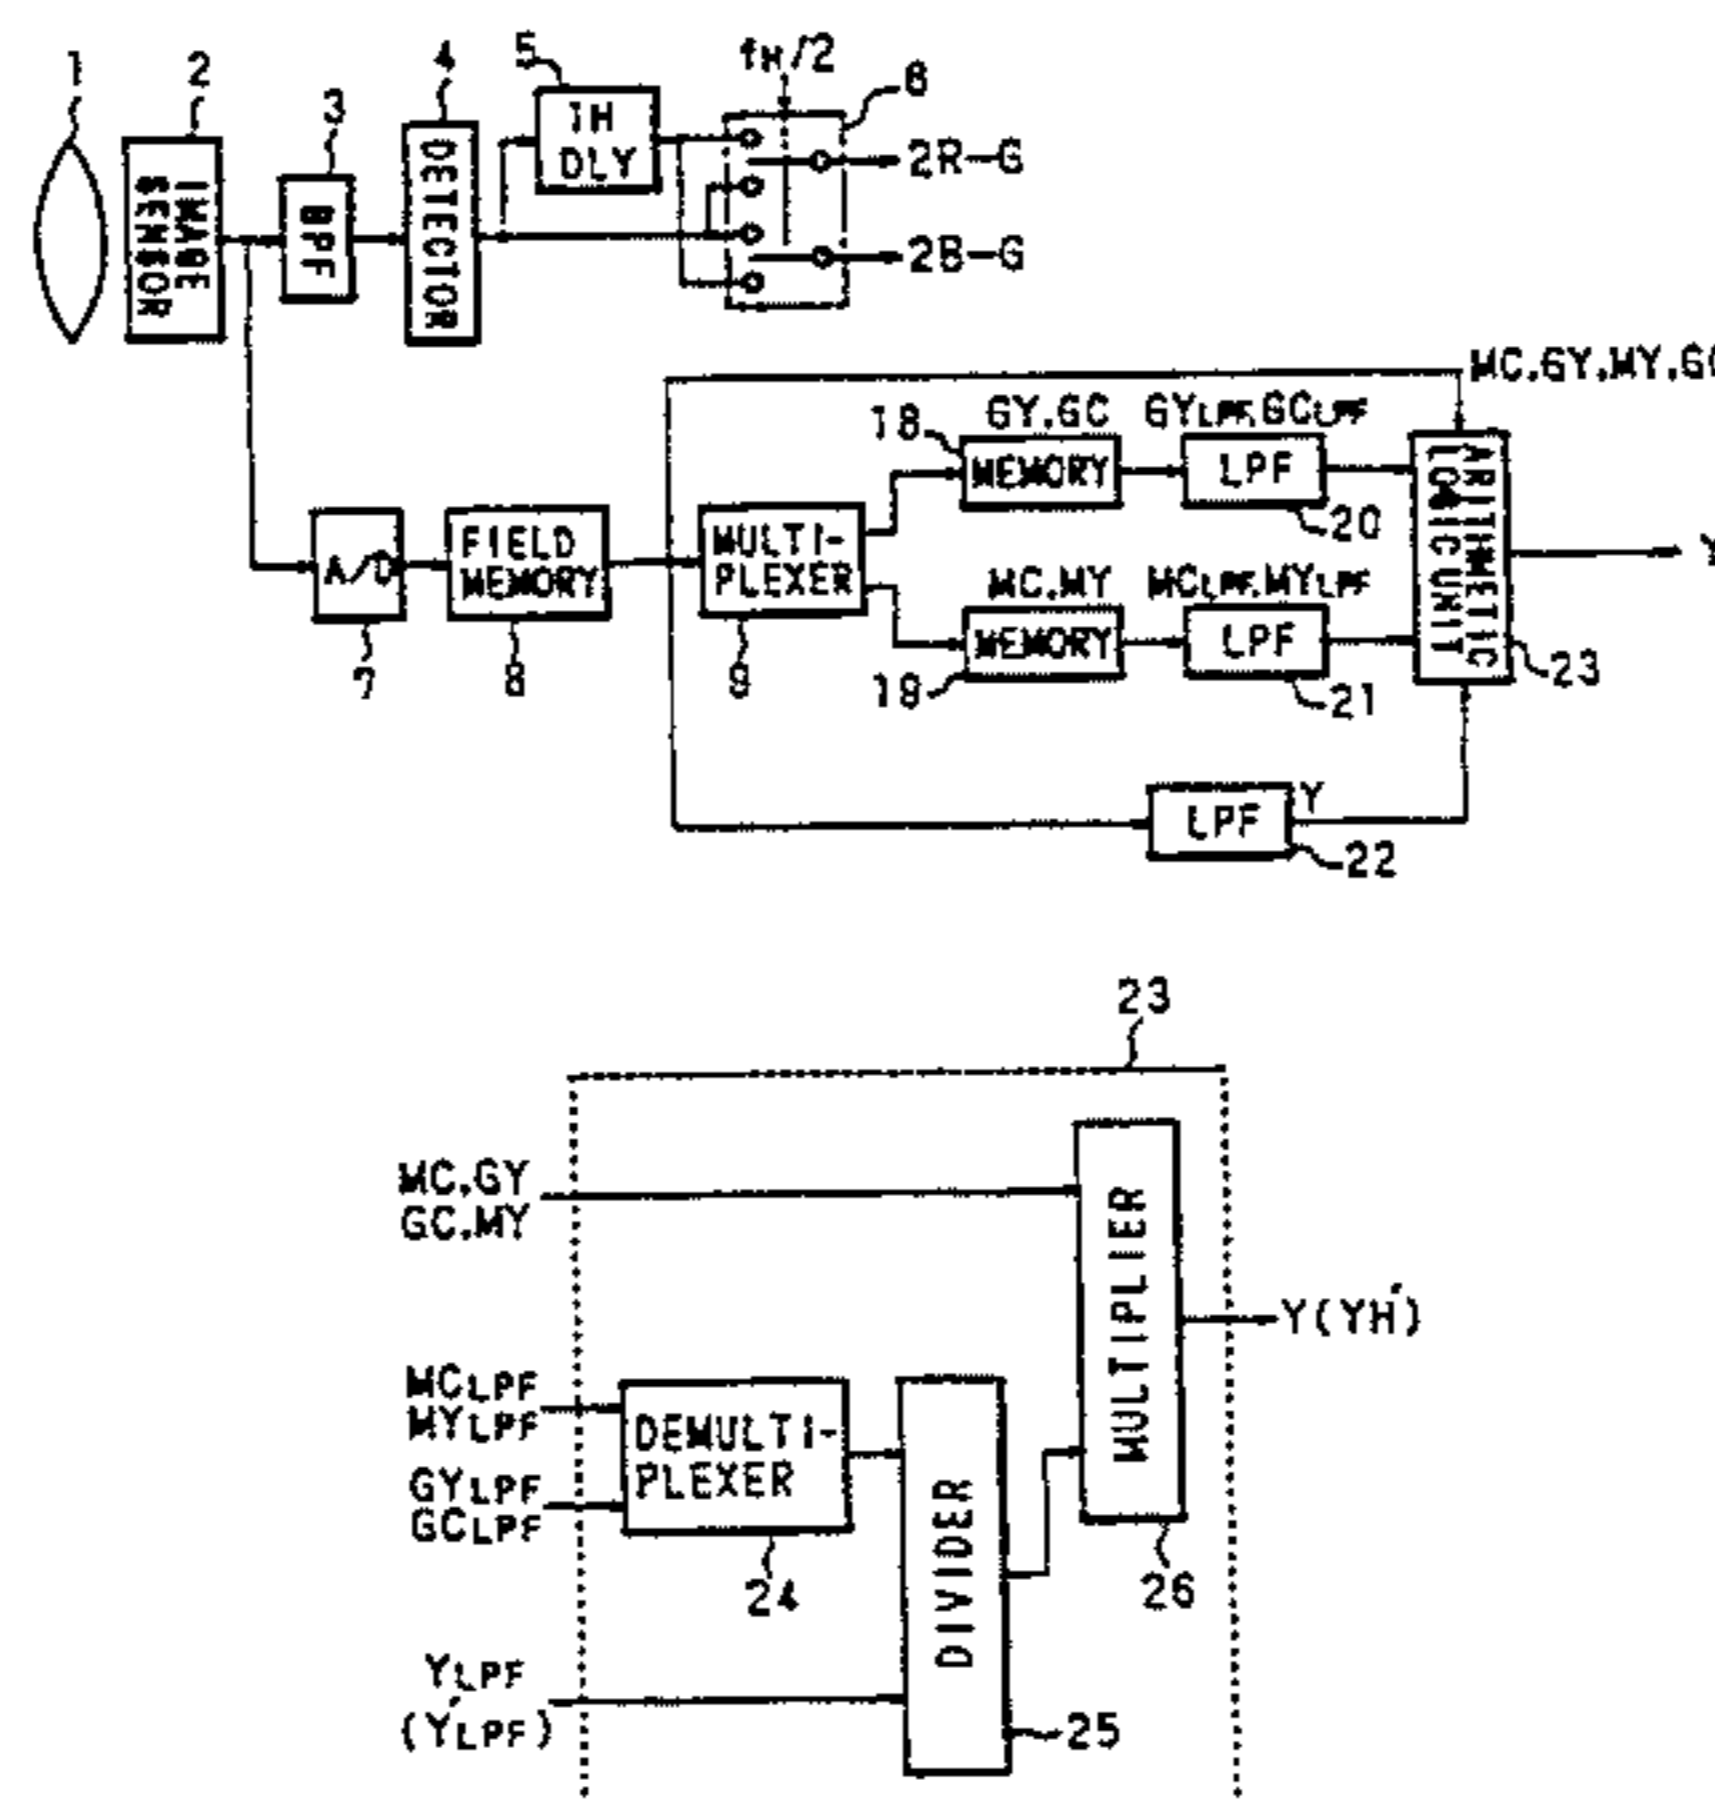 1
2
3
4
5
fH/2
6
IMAGE
SENSOR
BPF
DETECTOR
1H
DLY
2R-G
2B-G
MC.GY.MY.GC
18
GY.GC
GYLPF.GCLPF
MEMORY
LPF
20
A/D
7
FIELD
MEMORY
8
MULTI-
PLEXER
9
MC.MY
MCLPF.MYLPF
MEMORY
19
LPF
21
ARITHMETIC
LOGIC UNIT
23
Y
LPF
Y
22
23
MC.GY
GC.MY
MULTIPLIER
26
Y(YH')
MCLPF
MYLPF
GYLPF
GCLPF
DEMULTI-
PLEXER
24
DIVIDER
25
YLPF
(Y'LPF)